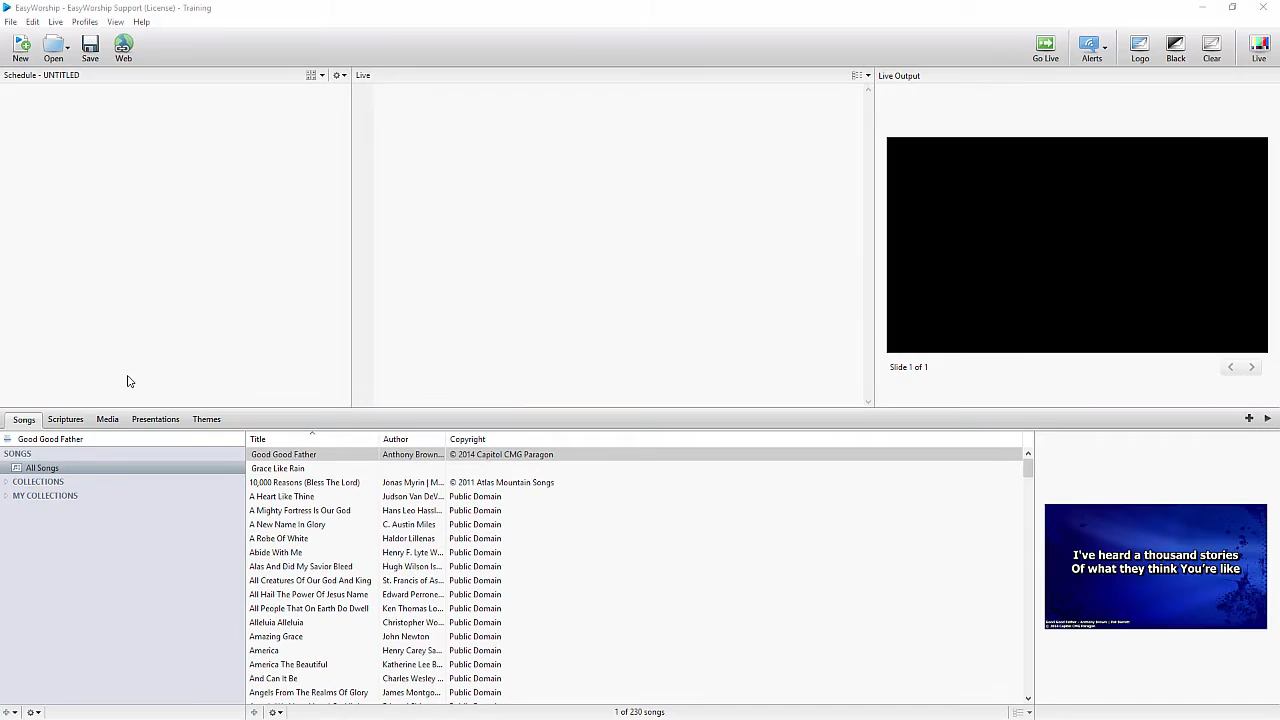 EasyWorship - EasyWorship Support (License) - Training
File Edit Live Profiles View Help
New Open Save Web Go Live Alerts Logo Black Clear Live
Schedule - UNTITLED Live Live Output
Slide 1 of 1
Songs Scriptures Media Presentations Themes
Good Good Father Title Author Copyright
SONGS Good Good Father Anthony Brown... © 2014 Capitol CMG Paragon
All Songs Grace Like Rain
COLLECTIONS 10,000 Reasons (Bless The Lord) Jonas Myrin | M... © 2011 Atlas Mountain Songs
MY COLLECTIONS A Heart Like Thine Judson Van DeV... Public Domain
A Mighty Fortress Is Our God Hans Leo Hassl... Public Domain
A New Name In Glory C. Austin Miles Public Domain
A Robe Of White Haldor Lillenas Public Domain
Abide With Me Henry F. Lyte W... Public Domain
Alas And Did My Savior Bleed Hugh Wilson Is... Public Domain
All Creatures Of Our God And King St. Francis of As... Public Domain
All Hail The Power Of Jesus Name Edward Perrone... Public Domain
All People That On Earth Do Dwell Ken Thomas Lo... Public Domain
Alleluia Alleluia Christopher Wo... Public Domain
Amazing Grace John Newton Public Domain
America Henry Carey Sa... Public Domain
America The Beautiful Katherine Lee B... Public Domain
And Can It Be Charles Wesley ... Public Domain
Angels From The Realms Of Glory James Montgo... Public Domain
I've heard a thousand stories
Of what they think You're like
Good Good Father - Anthony Brown | Pat Barrett
© 2014 Capitol CMG Paragon
1 of 230 songs